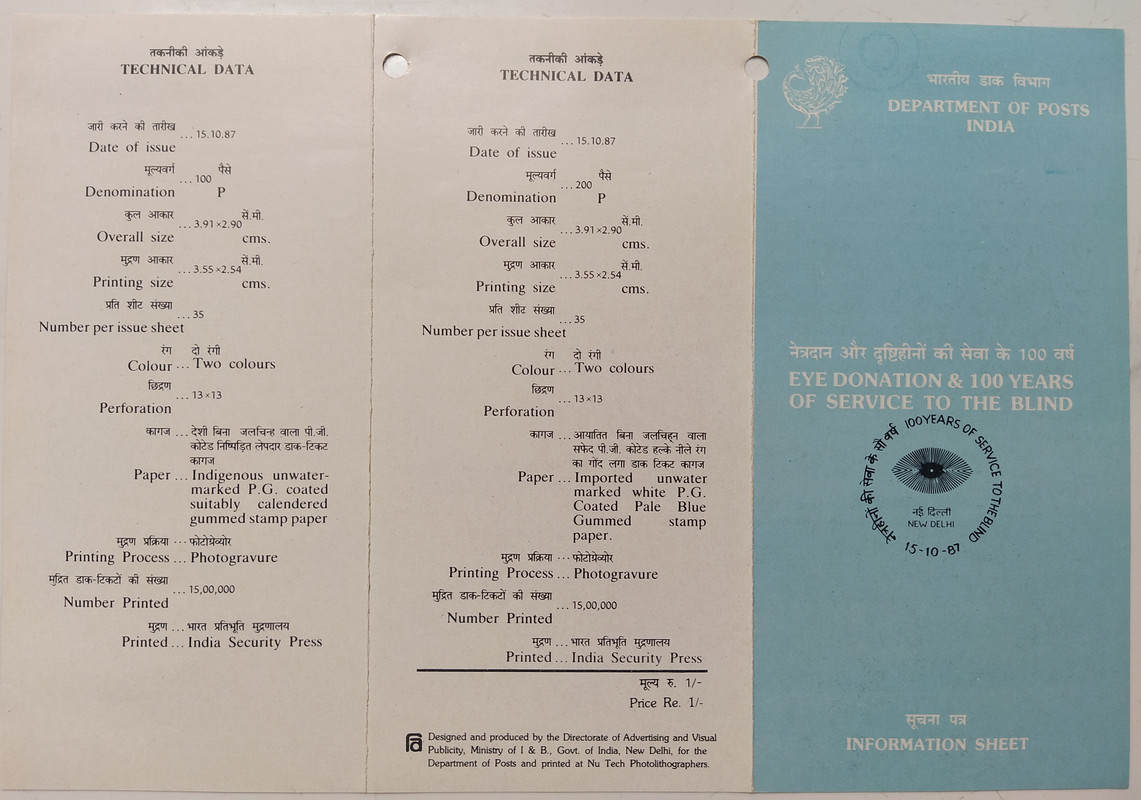 तकनीकी आंकड़े
TECHNICAL DATA
जारी करने की तारीख
... 15.10.87
Date of issue
मूल्यवर्ग ... 100 पैसे
Denomination P
कुल आकार ... 3.91 × 2.90 सें.मी.
Overall size cms.
मुद्रण आकार ... 3.55 × 2.54 सें.मी.
Printing size cms.
प्रति शीट संख्या
... 35
Number per issue sheet
रंग दो रंगी
Colour ... Two colours
छिद्रण
... 13×13
Perforation
कागज ... देशी बिना जलचिन्ह वाला पी.जी.
कोटेड निष्पिड़ित लेपदार डाक-टिकट
कागज
Paper ... Indigenous unwater-
marked P.G. coated
suitably calendered
gummed stamp paper
मुद्रण प्रक्रिया ... फोटोग्रेव्योर
Printing Process ... Photogravure
मुद्रित डाक-टिकटों की संख्या
... 15,00,000
Number Printed
मुद्रण ... भारत प्रतिभूति मुद्रणालय
Printed ... India Security Press
तकनीकी आंकड़े
TECHNICAL DATA
जारी करने की तारीख
... 15.10.87
Date of issue
मूल्यवर्ग ... 200 पैसे
Denomination P
कुल आकार ... 3.91 × 2.90 सें.मी.
Overall size cms.
मुद्रण आकार ... 3.55 × 2.54 सें.मी.
Printing size cms.
प्रति शीट संख्या
... 35
Number per issue sheet
रंग दो रंगी
Colour ... Two colours
छिद्रण
... 13×13
Perforation
कागज ... आयातित बिना जलचिह्न वाला
सफेद पी.जी. कोटेड हल्के नीले रंग
का गोंद लगा डाक टिकट कागज
Paper ... Imported unwater
marked white P.G.
Coated Pale Blue
Gummed stamp
paper.
मुद्रण प्रक्रिया ... फोटोग्रेव्योर
Printing Process ... Photogravure
मुद्रित डाक-टिकटों की संख्या
... 15,00,000
Number Printed
मुद्रण ... भारत प्रतिभूति मुद्रणालय
Printed ... India Security Press
मूल्य रु. 1/-
Price Re. 1/-
Designed and produced by the Directorate of Advertising and Visual
Publicity, Ministry of I & B., Govt. of India, New Delhi, for the
Department of Posts and printed at Nu Tech Photolithographers.
भारतीय डाक विभाग
DEPARTMENT OF POSTS
INDIA
नेत्रदान और दृष्टिहीनों की सेवा के 100 वर्ष
EYE DONATION & 100 YEARS
OF SERVICE TO THE BLIND
नेत्रहीनों की सेवा के सौ वर्ष 100 YEARS OF SERVICE TO THE BLIND
नई दिल्ली
NEW DELHI
15-10-87
सूचना पत्र
INFORMATION SHEET